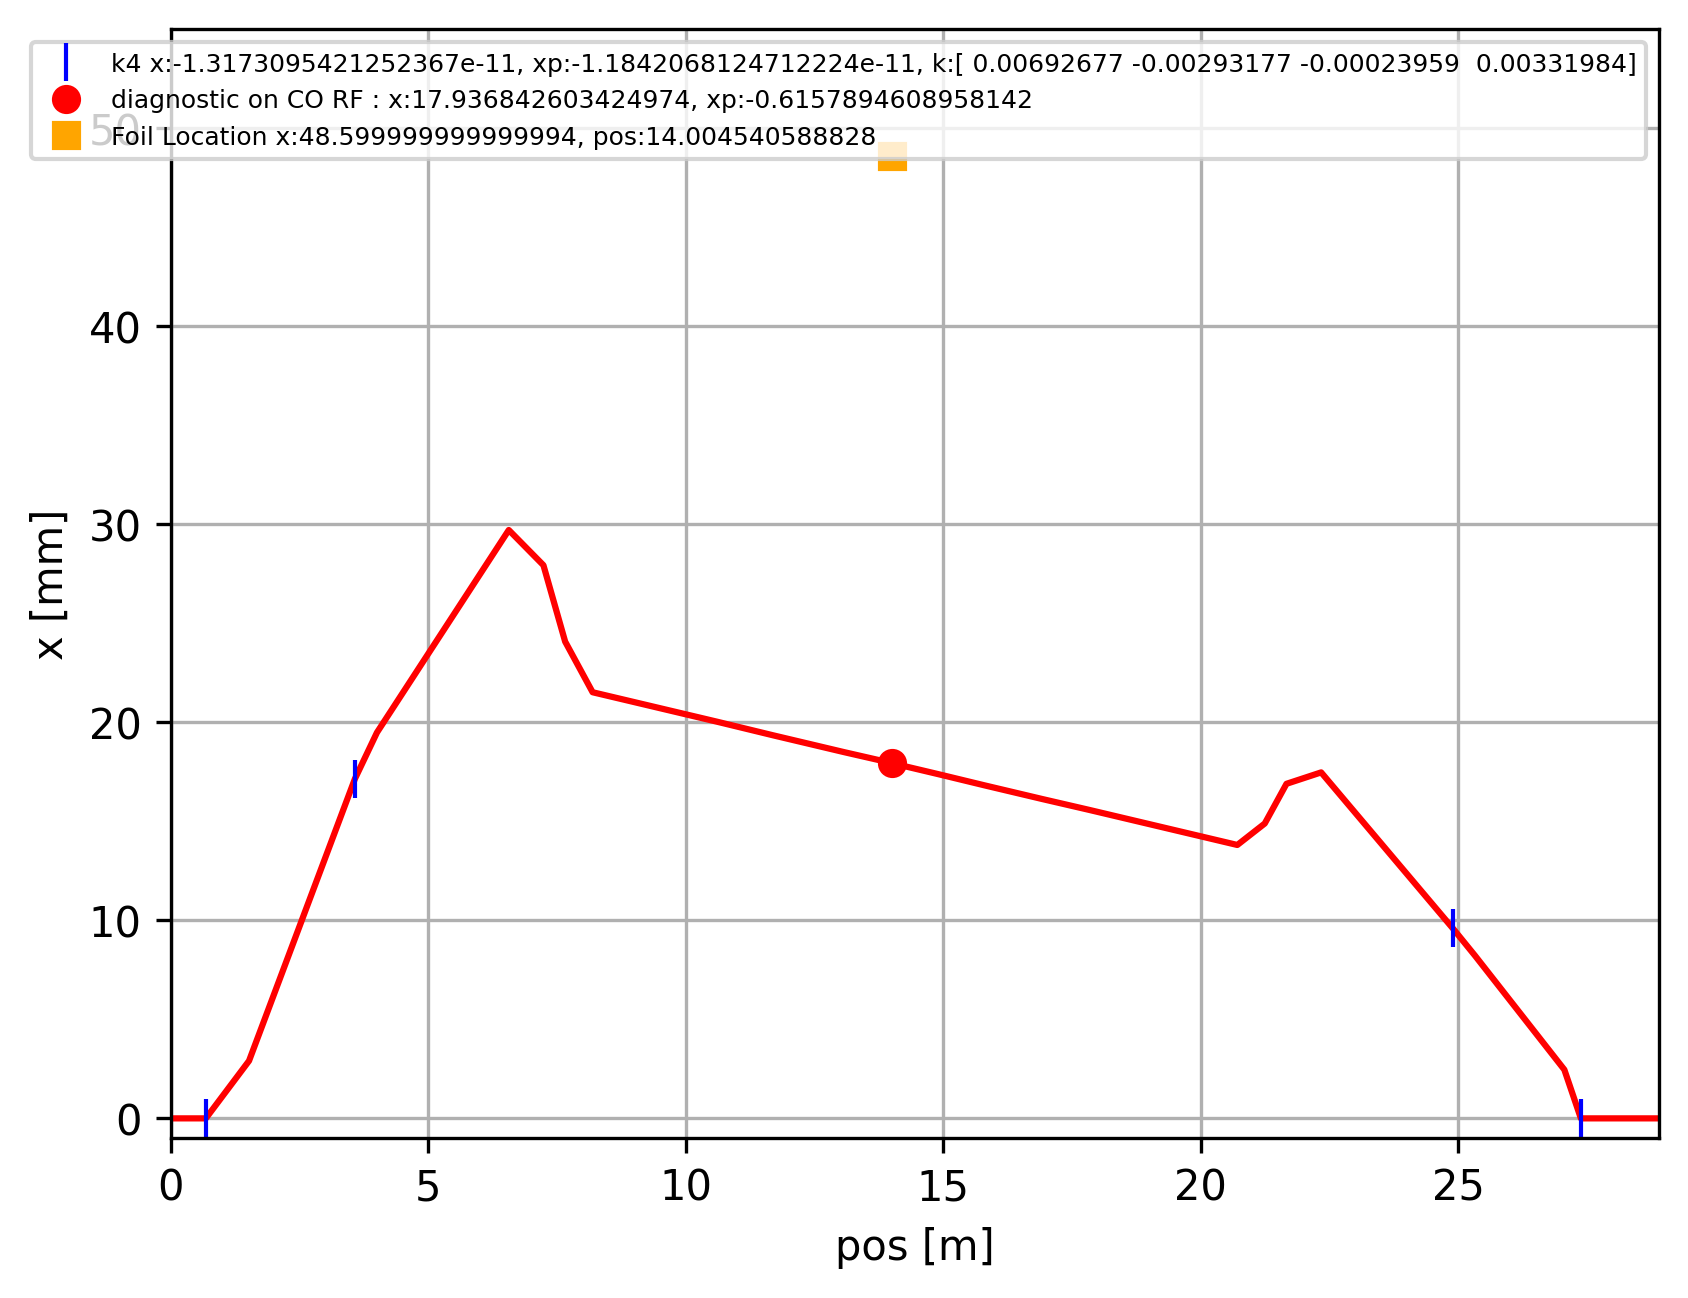 k4 x:-1.3173095421252367e-11, xp:-1.1842068124712224e-11, k:[ 0.00692677 -0.00293177 -0.00023959  0.00331984]
diagnostic on CO RF : x:17.936842603424974, xp:-0.6157894608958142
Foil Location x:48.599999999999994, pos:14.004540588828
50
40
30
20
10
0
x [mm]
0 5 10 15 20 25
pos [m]